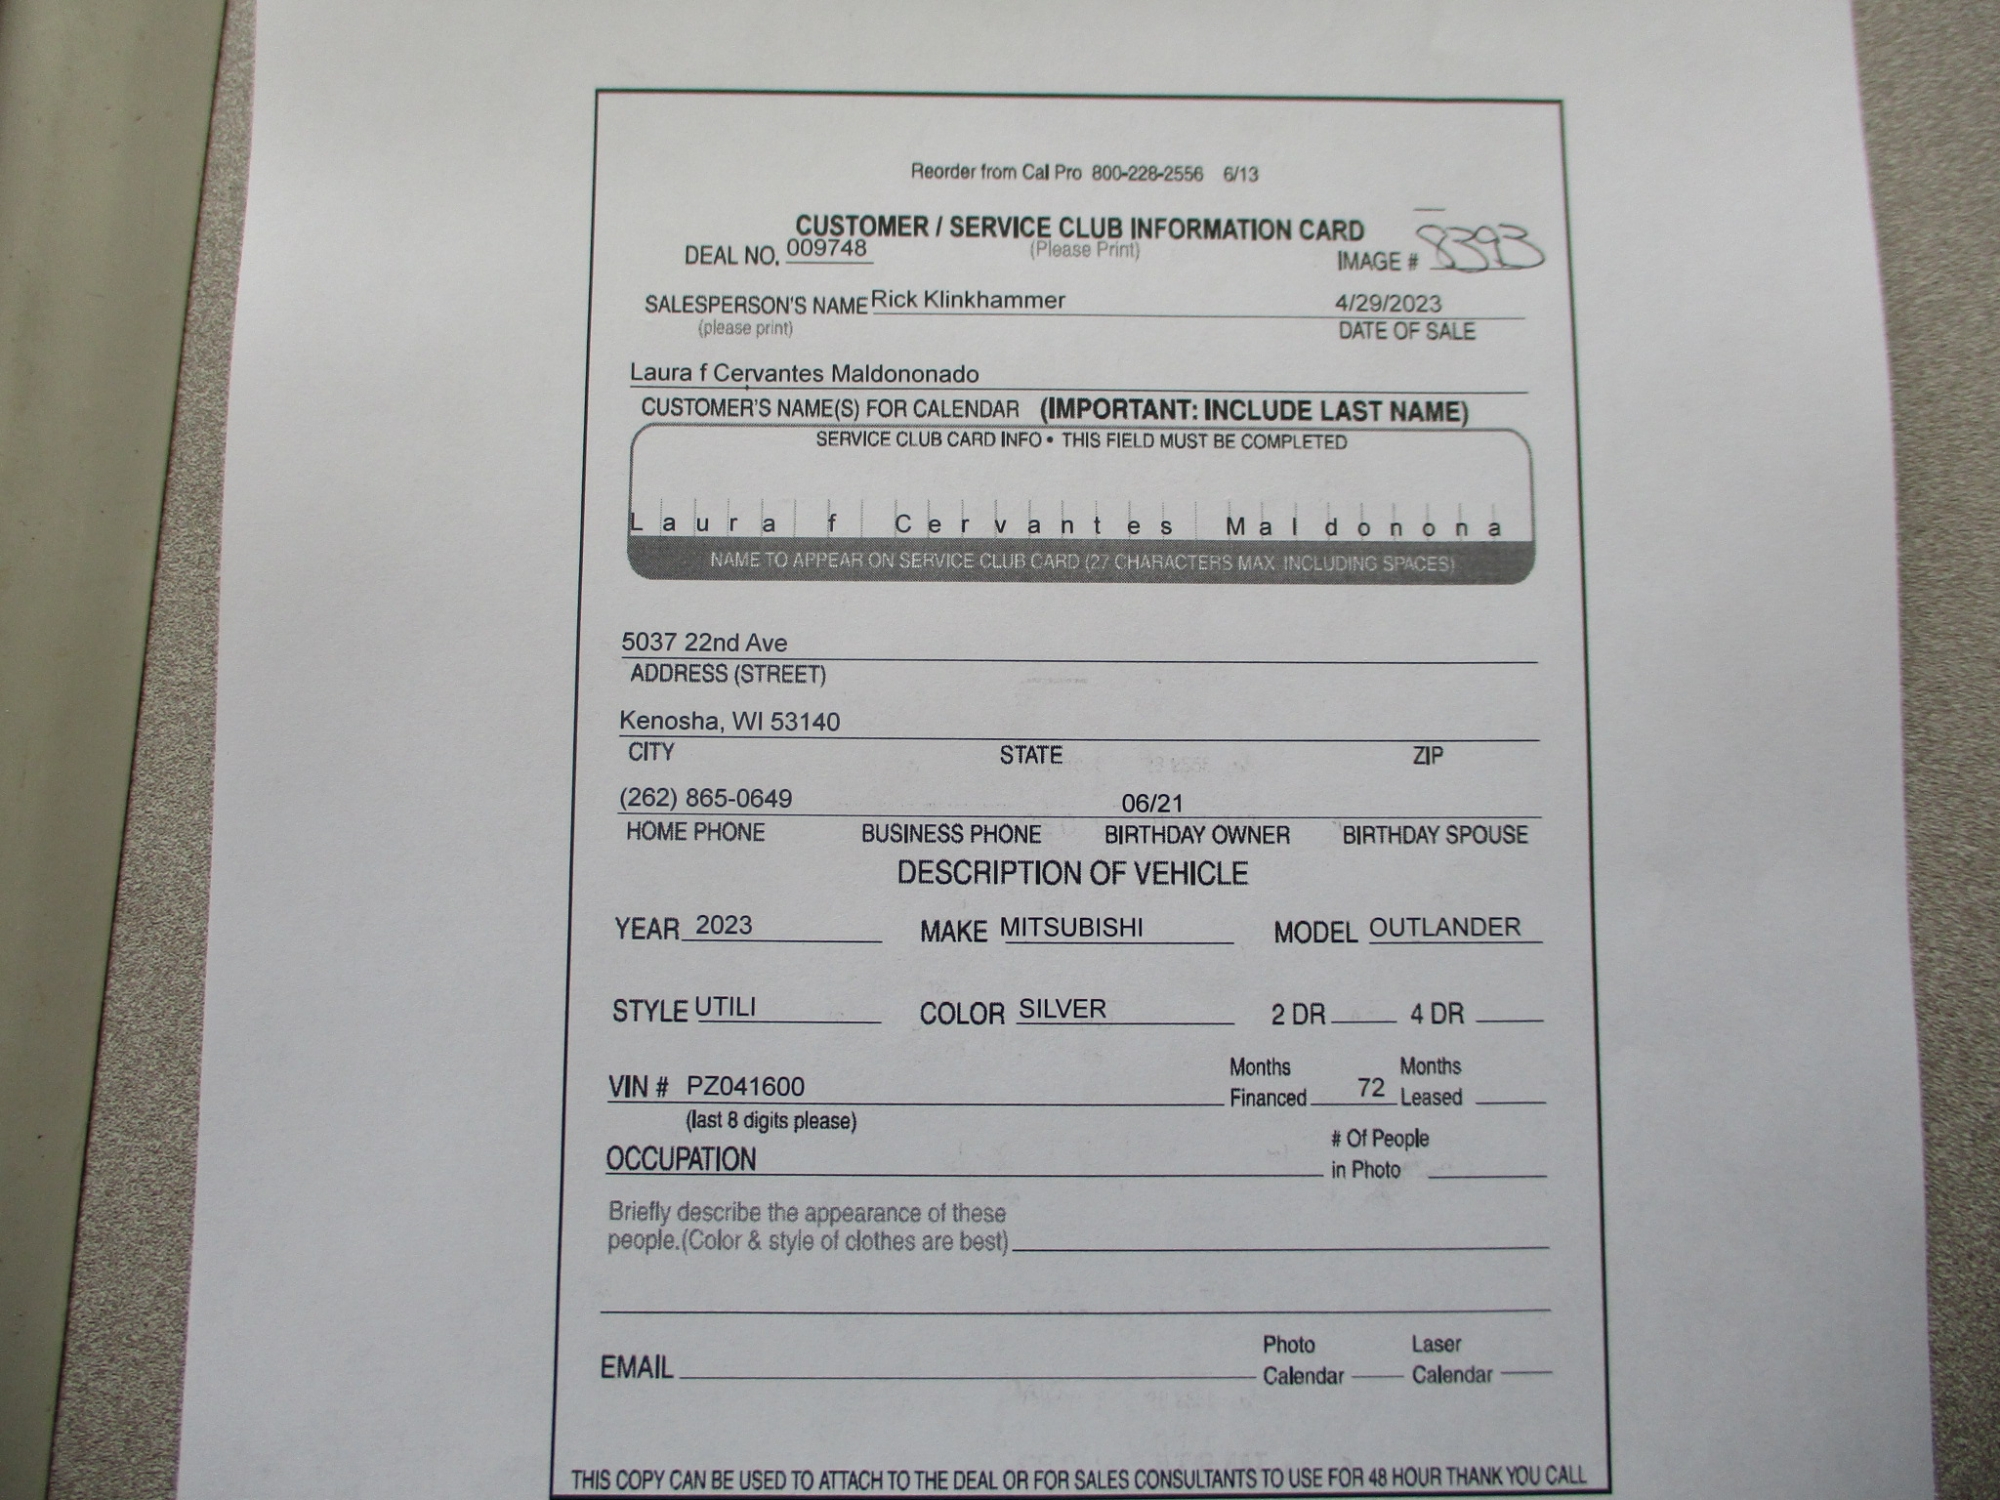 Reorder from Cal Pro 800-228-2556 6/13
CUSTOMER / SERVICE CLUB INFORMATION CARD
DEAL NO. 009748 (Please Print) IMAGE # 8393
SALESPERSON'S NAME Rick Klinkhammer 4/29/2023
(please print) DATE OF SALE
Laura f Cervantes Maldononado
CUSTOMER'S NAME(S) FOR CALENDAR (IMPORTANT: INCLUDE LAST NAME)
SERVICE CLUB CARD INFO • THIS FIELD MUST BE COMPLETED
Laura f Cervantes Maldonona
NAME TO APPEAR ON SERVICE CLUB CARD (27 CHARACTERS MAX. INCLUDING SPACES)
5037 22nd Ave
ADDRESS (STREET)
Kenosha, WI 53140
CITY STATE ZIP
(262) 865-0649 06/21
HOME PHONE BUSINESS PHONE BIRTHDAY OWNER BIRTHDAY SPOUSE
DESCRIPTION OF VEHICLE
YEAR 2023 MAKE MITSUBISHI MODEL OUTLANDER
STYLE UTILI COLOR SILVER 2 DR 4 DR
VIN # PZ041600 Months Financed 72 Months Leased
(last 8 digits please)
OCCUPATION # Of People in Photo
Briefly describe the appearance of these
people.(Color & style of clothes are best)
EMAIL Photo Calendar Laser Calendar
THIS COPY CAN BE USED TO ATTACH TO THE DEAL OR FOR SALES CONSULTANTS TO USE FOR 48 HOUR THANK YOU CALL